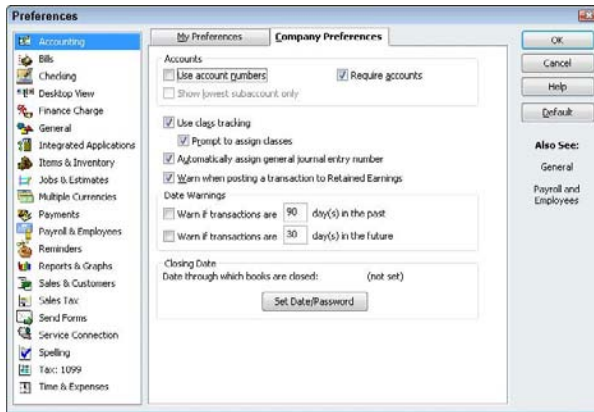 Preferences
Accounting
Bills
Checking
Desktop View
Finance Charge
General
Integrated Applications
Items & Inventory
Jobs & Estimates
Multiple Currencies
Payments
Payroll & Employees
Reminders
Reports & Graphs
Sales & Customers
Sales Tax
Send Forms
Service Connection
Spelling
Tax: 1099
Time & Expenses
My Preferences
Company Preferences
Accounts
Use account numbers
Require accounts
Show lowest subaccount only
Use class tracking
Prompt to assign classes
Automatically assign general journal entry number
Warn when posting a transaction to Retained Earnings
Date Warnings
Warn if transactions are 90 day(s) in the past
Warn if transactions are 30 day(s) in the future
Closing Date
Date through which books are closed: (not set)
Set Date/Password
OK
Cancel
Help
Default
Also See:
General
Payroll and
Employees